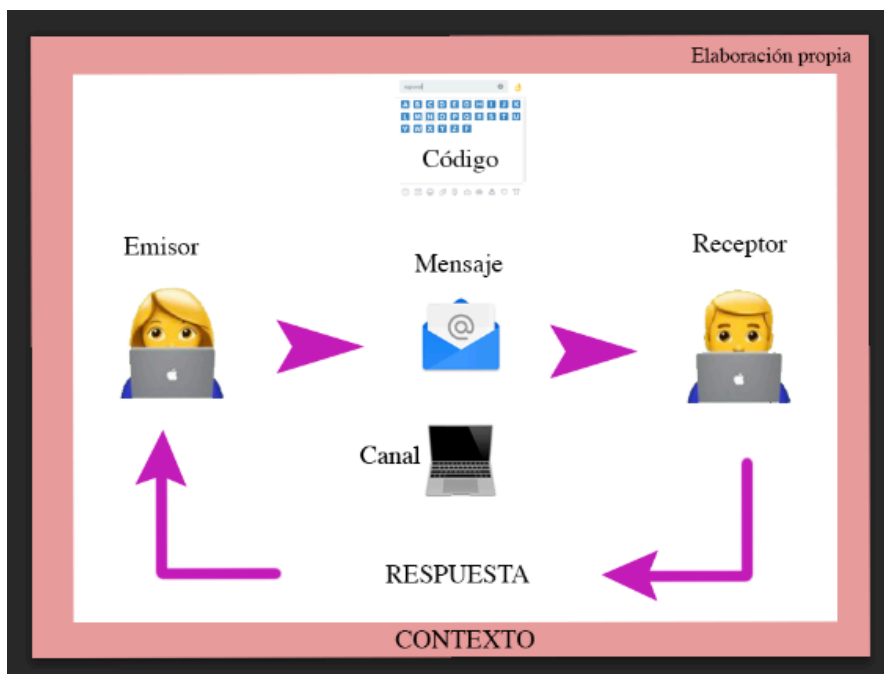 Elaboración propia
Código
Emisor
Mensaje
Receptor
@
Canal
RESPUESTA
CONTEXTO